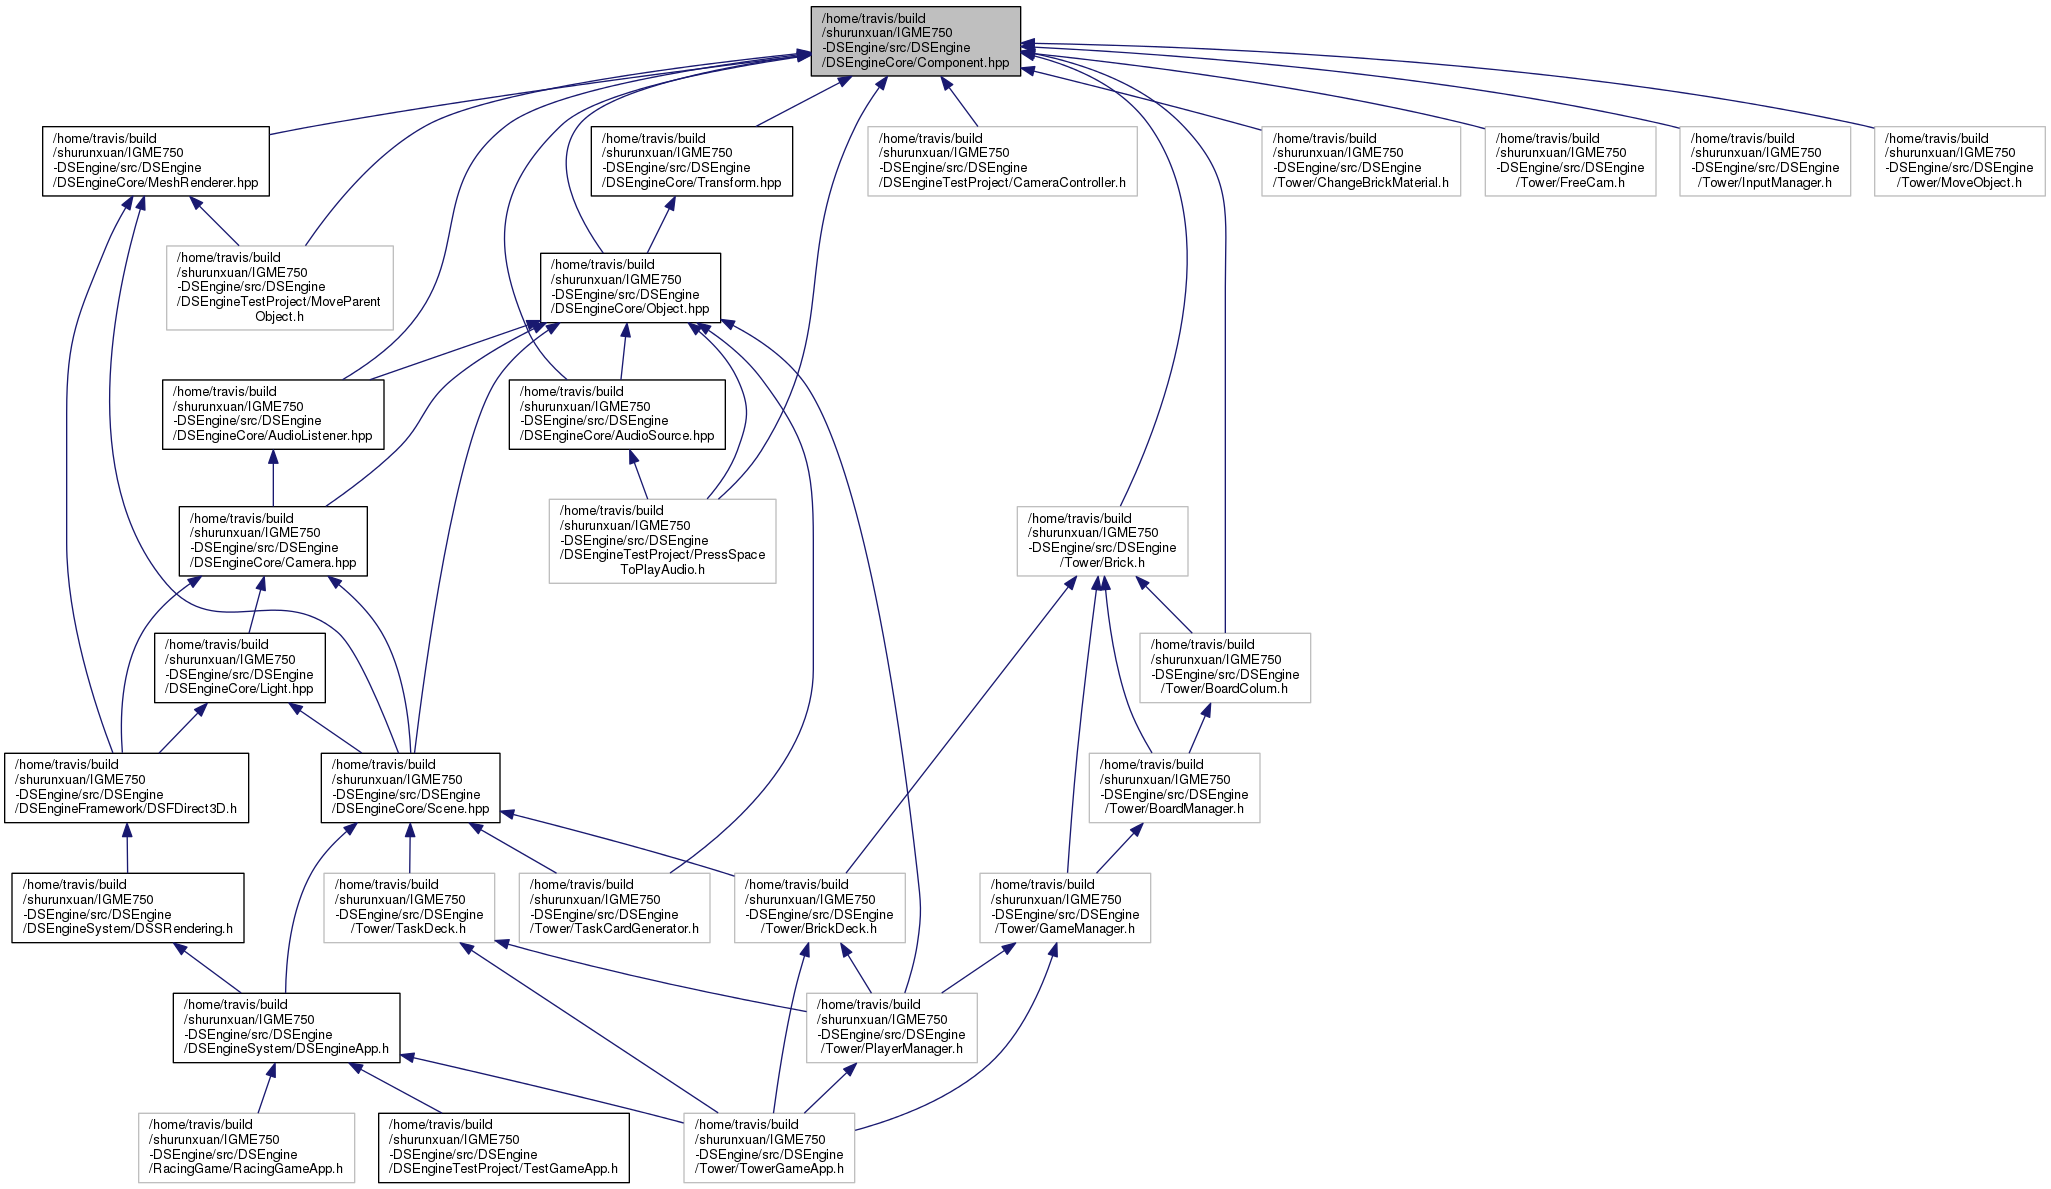 /home/travis/build
/shurunxuan/IGME750
-DSEngine/src/DSEngine
/DSEngineCore/Component.hpp
/home/travis/build
/shurunxuan/IGME750
-DSEngine/src/DSEngine
/DSEngineCore/MeshRenderer.hpp
/home/travis/build
/shurunxuan/IGME750
-DSEngine/src/DSEngine
/DSEngineCore/Transform.hpp
/home/travis/build
/shurunxuan/IGME750
-DSEngine/src/DSEngine
/DSEngineTestProject/CameraController.h
/home/travis/build
/shurunxuan/IGME750
-DSEngine/src/DSEngine
/Tower/ChangeBrickMaterial.h
/home/travis/build
/shurunxuan/IGME750
-DSEngine/src/DSEngine
/Tower/FreeCam.h
/home/travis/build
/shurunxuan/IGME750
-DSEngine/src/DSEngine
/Tower/InputManager.h
/home/travis/build
/shurunxuan/IGME750
-DSEngine/src/DSEngine
/Tower/MoveObject.h
/home/travis/build
/shurunxuan/IGME750
-DSEngine/src/DSEngine
/DSEngineTestProject/MoveParent
Object.h
/home/travis/build
/shurunxuan/IGME750
-DSEngine/src/DSEngine
/DSEngineCore/Object.hpp
/home/travis/build
/shurunxuan/IGME750
-DSEngine/src/DSEngine
/DSEngineCore/AudioListener.hpp
/home/travis/build
/shurunxuan/IGME750
-DSEngine/src/DSEngine
/DSEngineCore/AudioSource.hpp
/home/travis/build
/shurunxuan/IGME750
-DSEngine/src/DSEngine
/DSEngineCore/Camera.hpp
/home/travis/build
/shurunxuan/IGME750
-DSEngine/src/DSEngine
/DSEngineTestProject/PressSpace
ToPlayAudio.h
/home/travis/build
/shurunxuan/IGME750
-DSEngine/src/DSEngine
/Tower/Brick.h
/home/travis/build
/shurunxuan/IGME750
-DSEngine/src/DSEngine
/DSEngineCore/Light.hpp
/home/travis/build
/shurunxuan/IGME750
-DSEngine/src/DSEngine
/Tower/BoardColum.h
/home/travis/build
/shurunxuan/IGME750
-DSEngine/src/DSEngine
/DSEngineFramework/DSFDirect3D.h
/home/travis/build
/shurunxuan/IGME750
-DSEngine/src/DSEngine
/DSEngineCore/Scene.hpp
/home/travis/build
/shurunxuan/IGME750
-DSEngine/src/DSEngine
/Tower/BoardManager.h
/home/travis/build
/shurunxuan/IGME750
-DSEngine/src/DSEngine
/DSEngineSystem/DSSRendering.h
/home/travis/build
/shurunxuan/IGME750
-DSEngine/src/DSEngine
/Tower/TaskDeck.h
/home/travis/build
/shurunxuan/IGME750
-DSEngine/src/DSEngine
/Tower/TaskCardGenerator.h
/home/travis/build
/shurunxuan/IGME750
-DSEngine/src/DSEngine
/Tower/BrickDeck.h
/home/travis/build
/shurunxuan/IGME750
-DSEngine/src/DSEngine
/Tower/GameManager.h
/home/travis/build
/shurunxuan/IGME750
-DSEngine/src/DSEngine
/DSEngineSystem/DSEngineApp.h
/home/travis/build
/shurunxuan/IGME750
-DSEngine/src/DSEngine
/Tower/PlayerManager.h
/home/travis/build
/shurunxuan/IGME750
-DSEngine/src/DSEngine
/RacingGame/RacingGameApp.h
/home/travis/build
/shurunxuan/IGME750
-DSEngine/src/DSEngine
/DSEngineTestProject/TestGameApp.h
/home/travis/build
/shurunxuan/IGME750
-DSEngine/src/DSEngine
/Tower/TowerGameApp.h